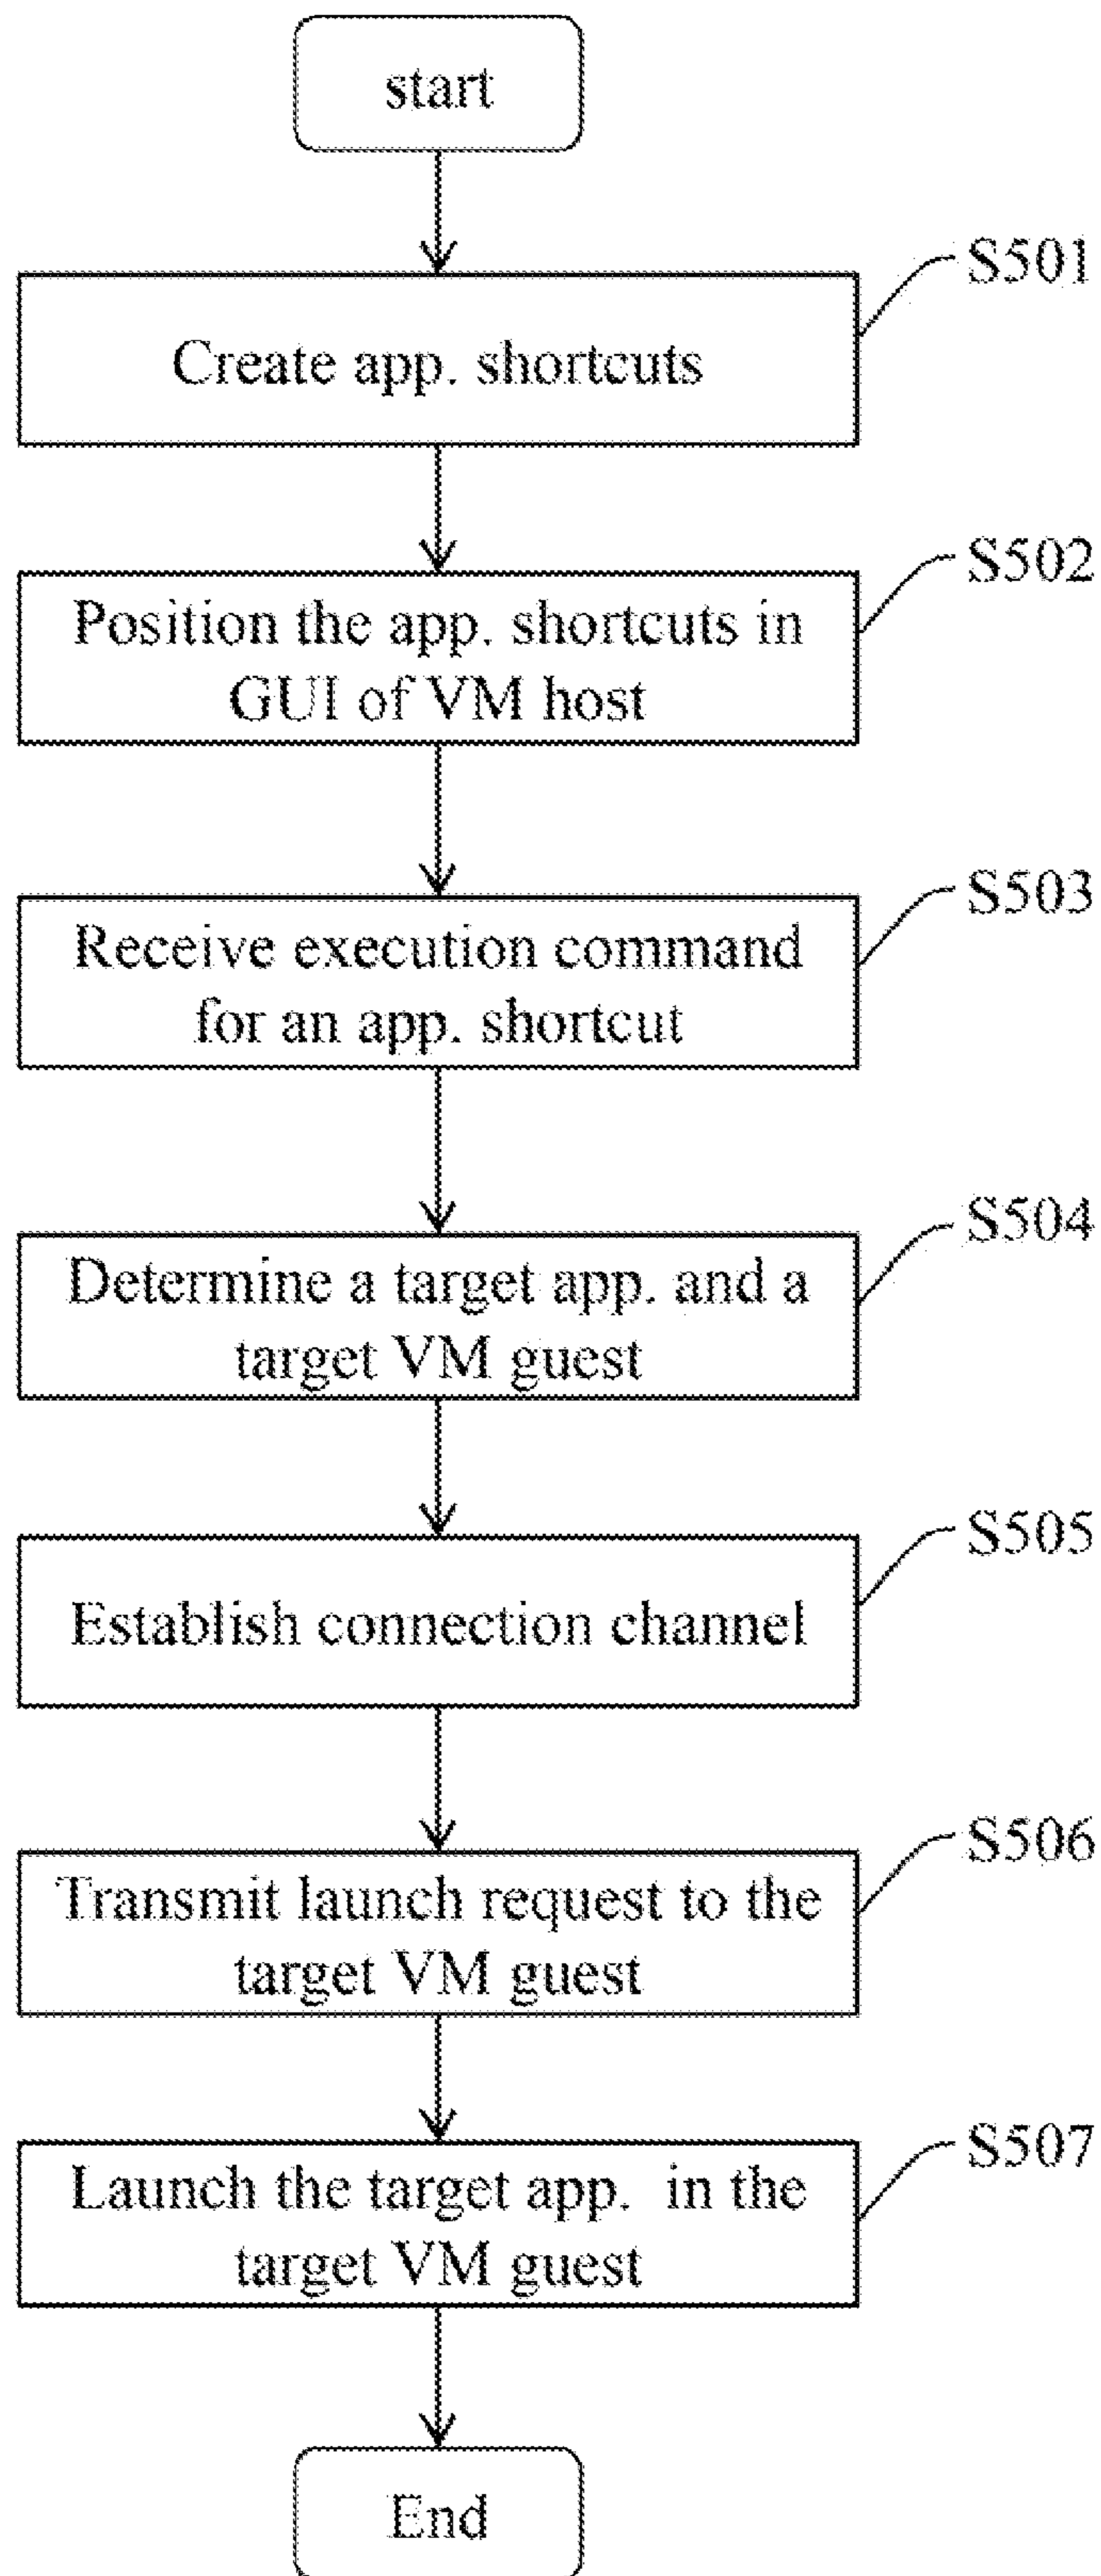 start
S501
Create app. shortcuts
S502
Position the app. shortcuts in
GUI of VM host
S503
Receive execution command
for an app. shortcut
S504
Determine a target app. and a
target VM guest
S505
Establish connection channel
S506
Transmit launch request to the
target VM guest
S507
Launch the target app. in the
target VM guest
End